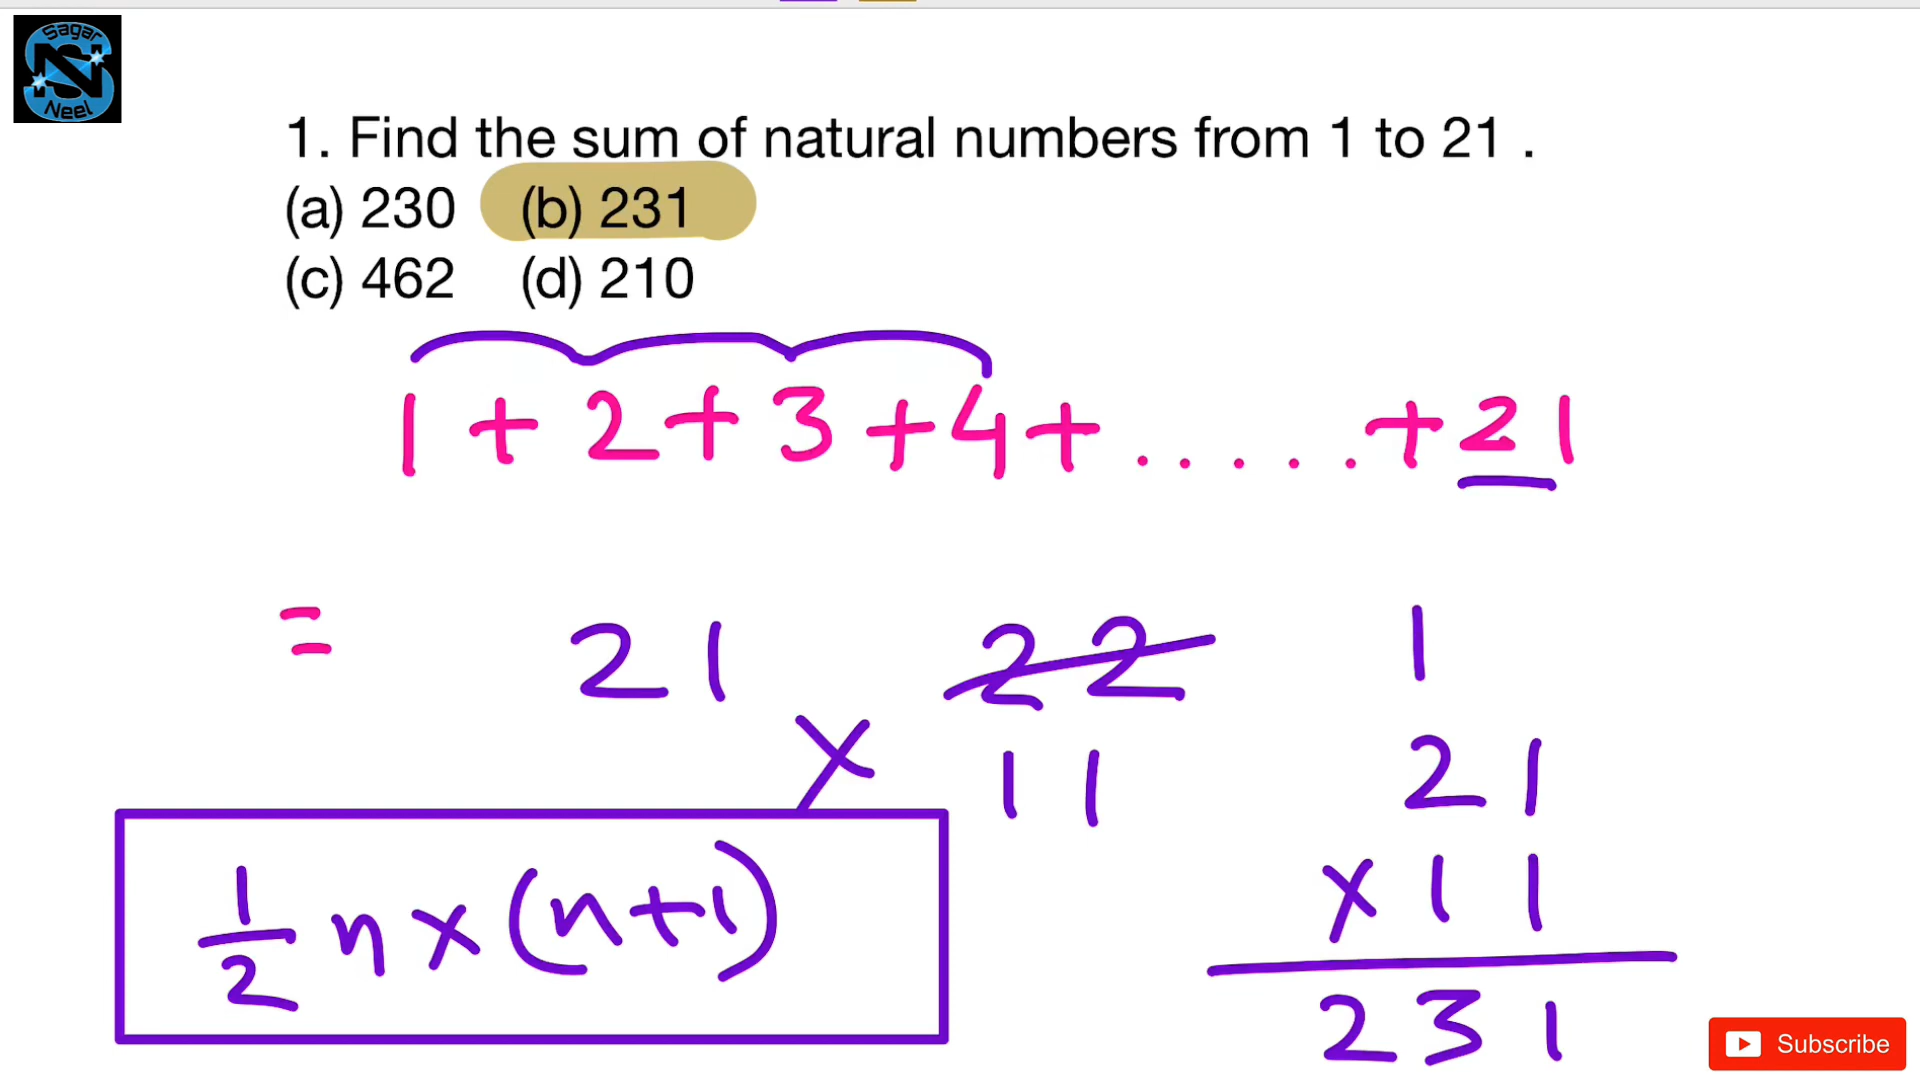 Sagar
NS
Neel
1. Find the sum of natural numbers from 1 to 21 .
(a) 230 (b) 231
(c) 462 (d) 210
1 + 2 + 3 + 4 + . . . . . + 21
= 21 × 22 1
11 21
× 11
1/2 n × (n+1)
231
Subscribe